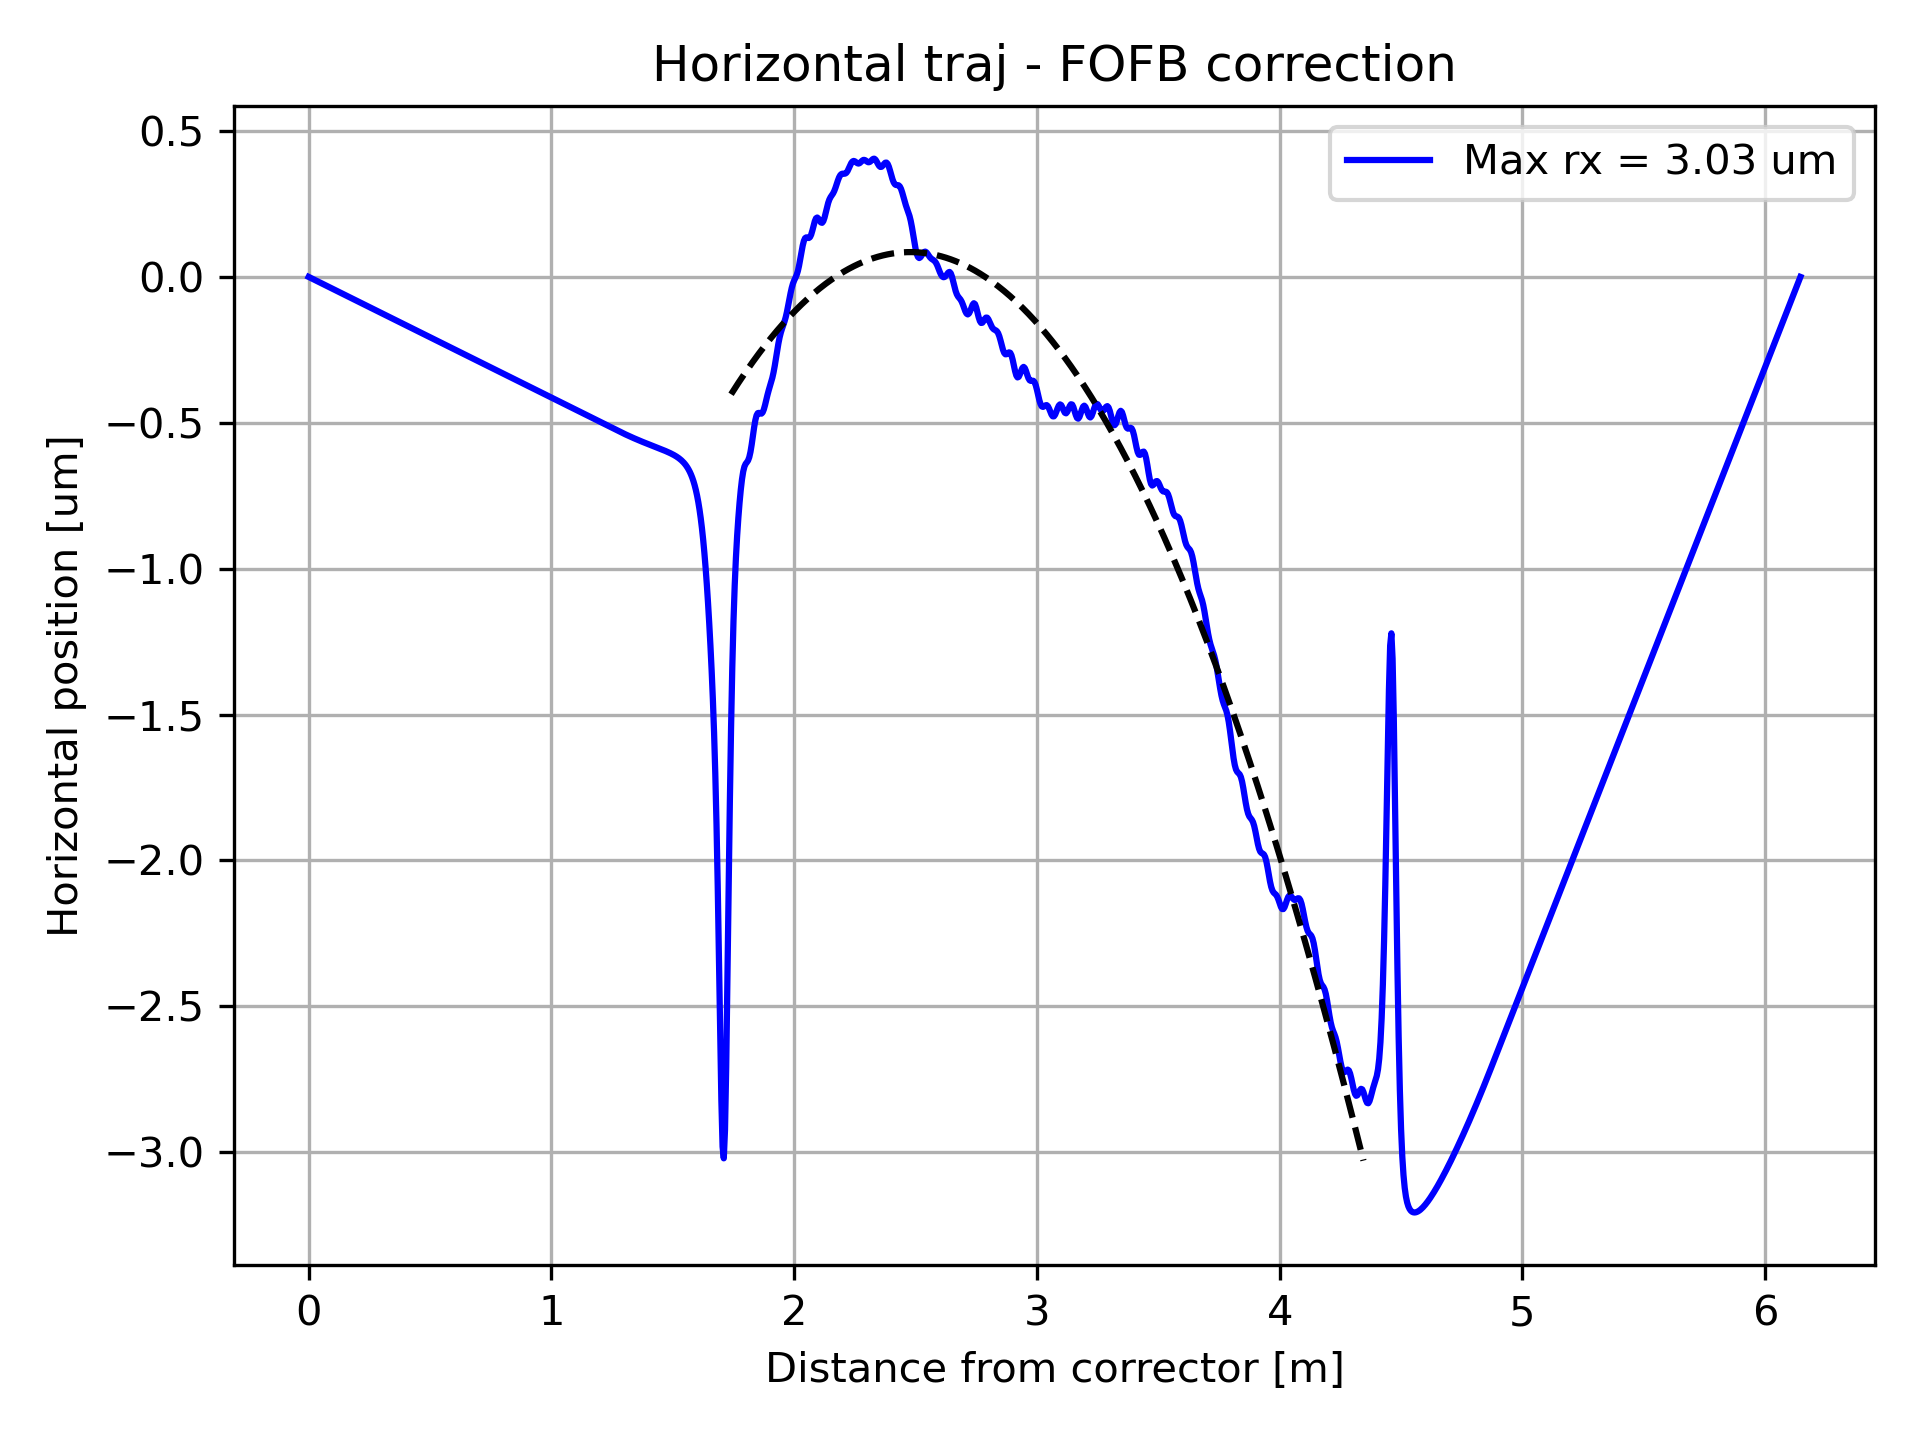 Horizontal traj - FOFB correction
Max rx = 3.03 um
Horizontal position [um]
0.5
0.0
−0.5
−1.0
−1.5
−2.0
−2.5
−3.0
0 1 2 3 4 5 6
Distance from corrector [m]